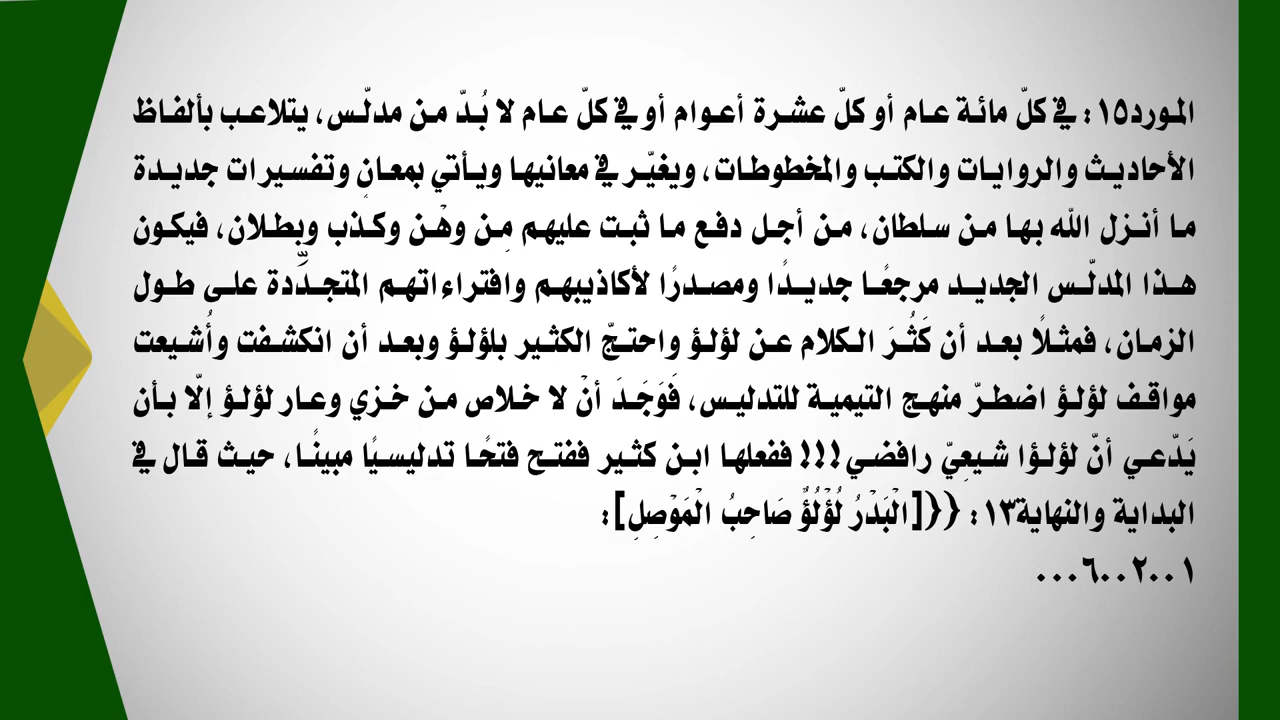 المورد١٥: في كلّ مائة عام أو كلّ عشرة أعوام أو في كلّ عام لا بُدّ من مدلّس، يتلاعب بألفاظ
الأحاديث والروايات والكتب والمخطوطات، ويغيّر في معانيها ويأتي بمعانٍ وتفسيرات جديدة
ما أنزل الله بها من سلطان، من أجل دفع ما ثبت عليهم مِن وهْن وكذب وبطلان، فيكون
هذا المدلّس الجديد مرجعًا جديدًا ومصدرًا لأكاذيبهم وافتراءاتهم المتجدِّدة على طول
الزمان، فمثلًا بعد أن كَثُرَ الكلام عن لؤلؤ واحتجّ الكثير بلؤلؤ وبعد أن انكشفت وأُشيعت
مواقف لؤلؤ اضطرّ منهج التيمية للتدليس، فَوَجَدَ أنْ لا خلاص من خزي وعار لؤلؤ إلّا بأن
يَدّعي أنّ لؤلؤا شيعِيّ رافضي!!! ففعلها ابن كثير ففتح فتحًا تدليسيًا مبينًا، حيث قال في
البداية والنهاية١٣: {{[الْبَدْرُ لُؤْلُؤٌ صَاحِبُ الْمَوْصِلِ]:
١..٢..٦...